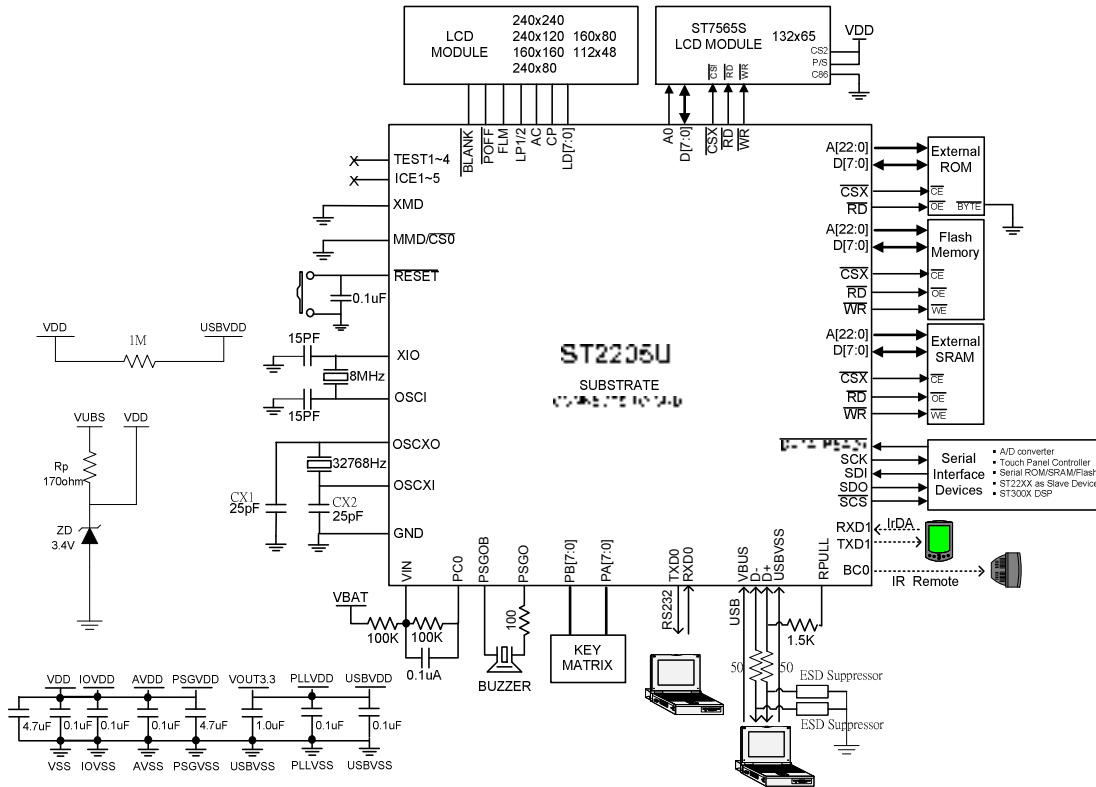 LCD
MODULE
240x240
240x120 160x80
160x160 112x48
240x80
ST7565S
LCD MODULE
132x65
CS2
P/S
C86
VDD
CSI
RD
WR
BLANK
POFF
FLM
LP1/2
AC
CP
LD[7:0]
A0
D[7:0]
CSX
RD
WR
TEST1~4
ICE1~5
XMD
MMD/CS0
RESET
0.1uF
15PF
XIO
8MHz
OSCI
15PF
OSCXO
32768Hz
OSCXI
CX1
25pF
CX2
25pF
GND
VDD
1M
USBVDD
VUBS
VDD
Rp
170ohm
ZD
3.4V
ST2205U
SUBSTRATE
A[22:0]
D[7:0]
CSX
RD
External
ROM
CE
OE
BYTE
A[22:0]
D[7:0]
CSX
RD
WR
Flash
Memory
CE
OE
WE
A[22:0]
D[7:0]
CSX
RD
WR
External
SRAM
CE
OE
WE
SCK
SDI
SDO
SCS
Serial
Interface
Devices
▪ A/D converter
▪ Touch Panel Controller
▪ Serial ROM/SRAM/Flash
▪ ST22XX as Slave Device
▪ ST300X DSP
RXD1
TXD1
IrDA
BC0
IR Remote
VIN
PC0
PSGOB
PSGO
PB[7:0]
PA[7:0]
TXD0
RXD0
VBUS
D-
D+
USBVSS
RPULL
VBAT
100K
100K
0.1uA
100
BUZZER
KEY
MATRIX
RS232
USB
1.5K
50
50
ESD Suppressor
ESD Suppressor
VDD
IOVDD
AVDD
PSGVDD
VOUT3.3
PLLVDD
USBVDD
4.7uF
0.1uF
0.1uF
0.1uF
4.7uF
1.0uF
0.1uF
0.1uF
VSS
IOVSS
AVSS
PSGVSS
USBVSS
PLLVSS
USBVSS